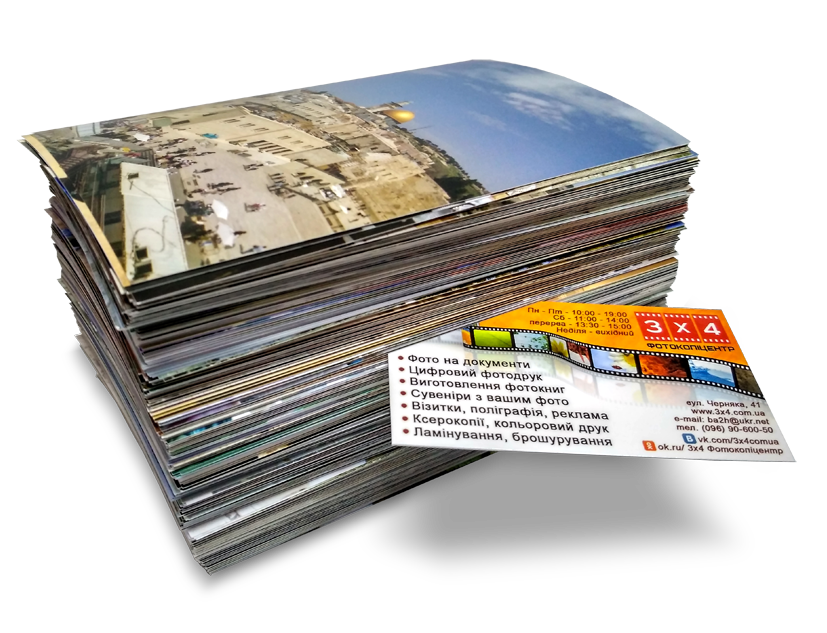 Пн - Пт - 10:00 - 19:00
Сб - 11:00 - 14:00
перерва - 13:30 - 15:00
Неділя - вихідний
3 x 4
ФОТОКОПІЦЕНТР
• Фото на документи
• Цифровий фотодрук
• Виготовлення фотокниг
• Сувеніри з вашим фото
• Візитки, поліграфія, реклама
• Ксерокопії, кольоровий друк
• Ламінування, брошурування
вул. Черняка, 41
www.3x4.com.ua
e-mail: ba2h@ukr.net
тел. (096) 90-600-50
vk.com/3x4comua
ok.ru/ 3x4 Фотокопіцентр